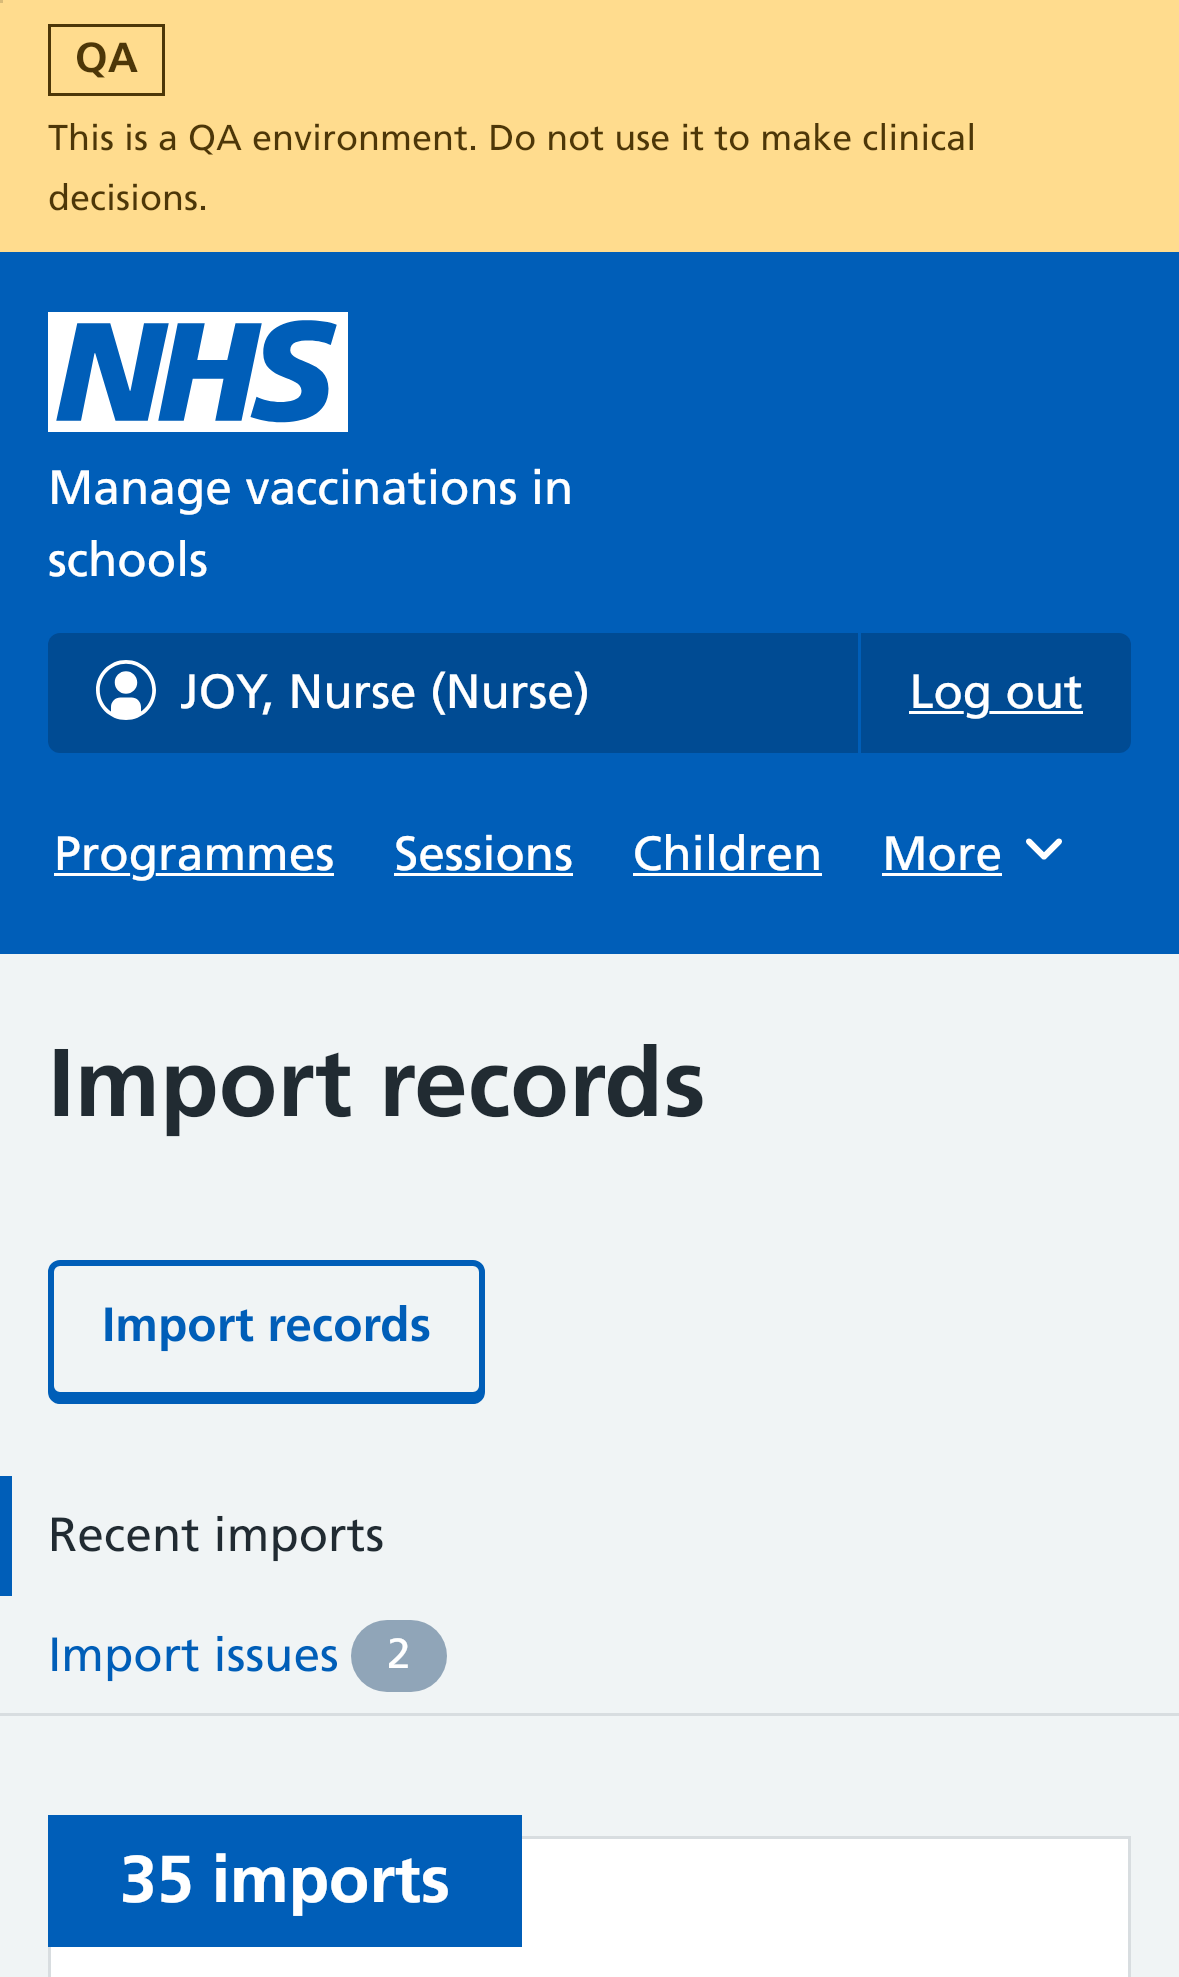 QA
This is a QA environment. Do not use it to make clinical
decisions.
NHS
Manage vaccinations in
schools
JOY, Nurse (Nurse)
Log out
Programmes Sessions Children More
Import records
Import records
Recent imports
Import issues 2
35 imports